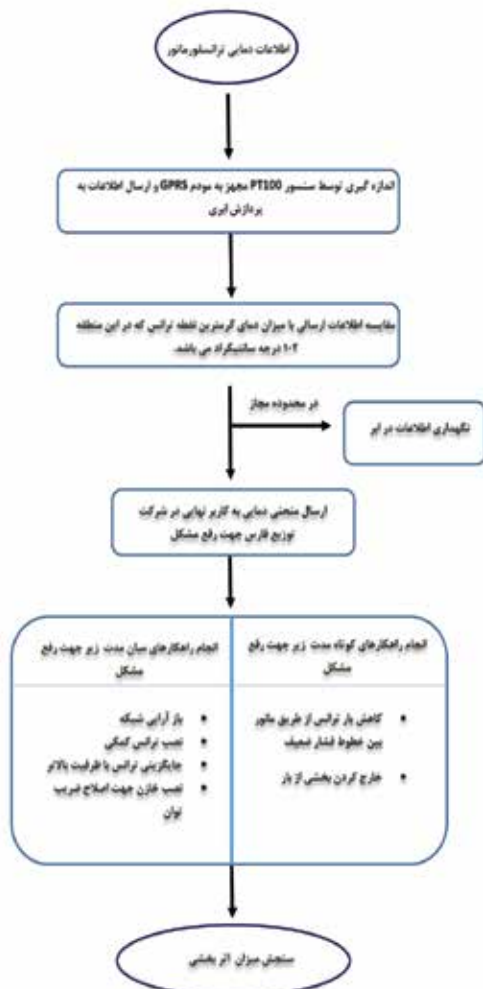 اطلاعات دمایی ترانسفورماتور
اندازه گیری توسط سنسور PT100 مجهز به مودم GPRS و ارسال اطلاعات به
پردازش ابری
مقایسه اطلاعات ارسالی با میزان دمای گرمترین نقطه ترانس که در این منطقه
۱۰۲ درجه سانتیگراد می باشد.
در محدوده مجاز
نگهداری اطلاعات در ابر
ارسال منحنی دمایی به کاربر نهایی در شرکت
توزیع فارس جهت رفع مشکل
انجام راهکارهای کوتاه مدت زیر جهت رفع
مشکل
کاهش بار ترانس از طریق مانور
بین خطوط فشار ضعیف
خارج کردن بخشی از بار
انجام راهکارهای میان مدت زیر جهت رفع
مشکل
باز آرایی شبکه
نصب ترانس کمکی
جایگزینی ترانس با ظرفیت بالاتر
نصب خازن جهت اصلاح ضریب
توان
سنجش میزان اثر بخشی